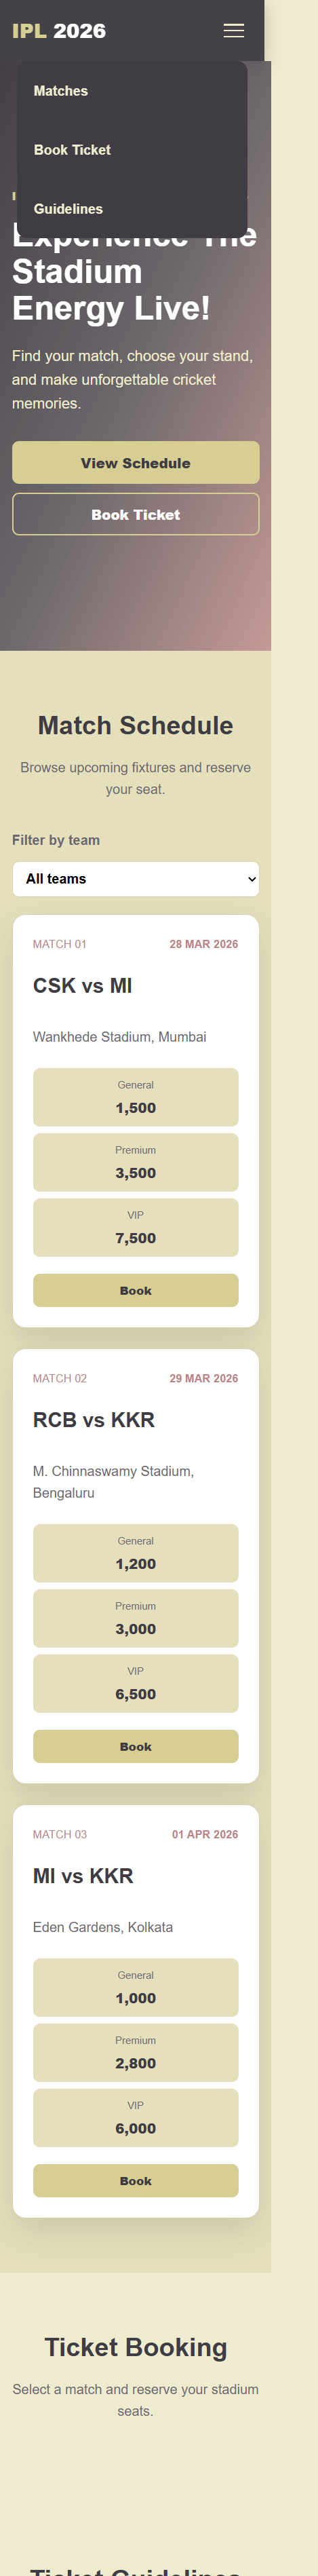 IPL 2026
Matches
Book Ticket
Guidelines
Experience The
Stadium
Energy Live!
Find your match, choose your stand,
and make unforgettable cricket
memories.
View Schedule
Book Ticket
Match Schedule
Browse upcoming fixtures and reserve
your seat.
Filter by team
All teams
MATCH 01 28 MAR 2026
CSK vs MI
Wankhede Stadium, Mumbai
General
1,500
Premium
3,500
VIP
7,500
Book
MATCH 02 29 MAR 2026
RCB vs KKR
M. Chinnaswamy Stadium,
Bengaluru
General
1,200
Premium
3,000
VIP
6,500
Book
MATCH 03 01 APR 2026
MI vs KKR
Eden Gardens, Kolkata
General
1,000
Premium
2,800
VIP
6,000
Book
Ticket Booking
Select a match and reserve your stadium
seats.
Ticket Guidelines